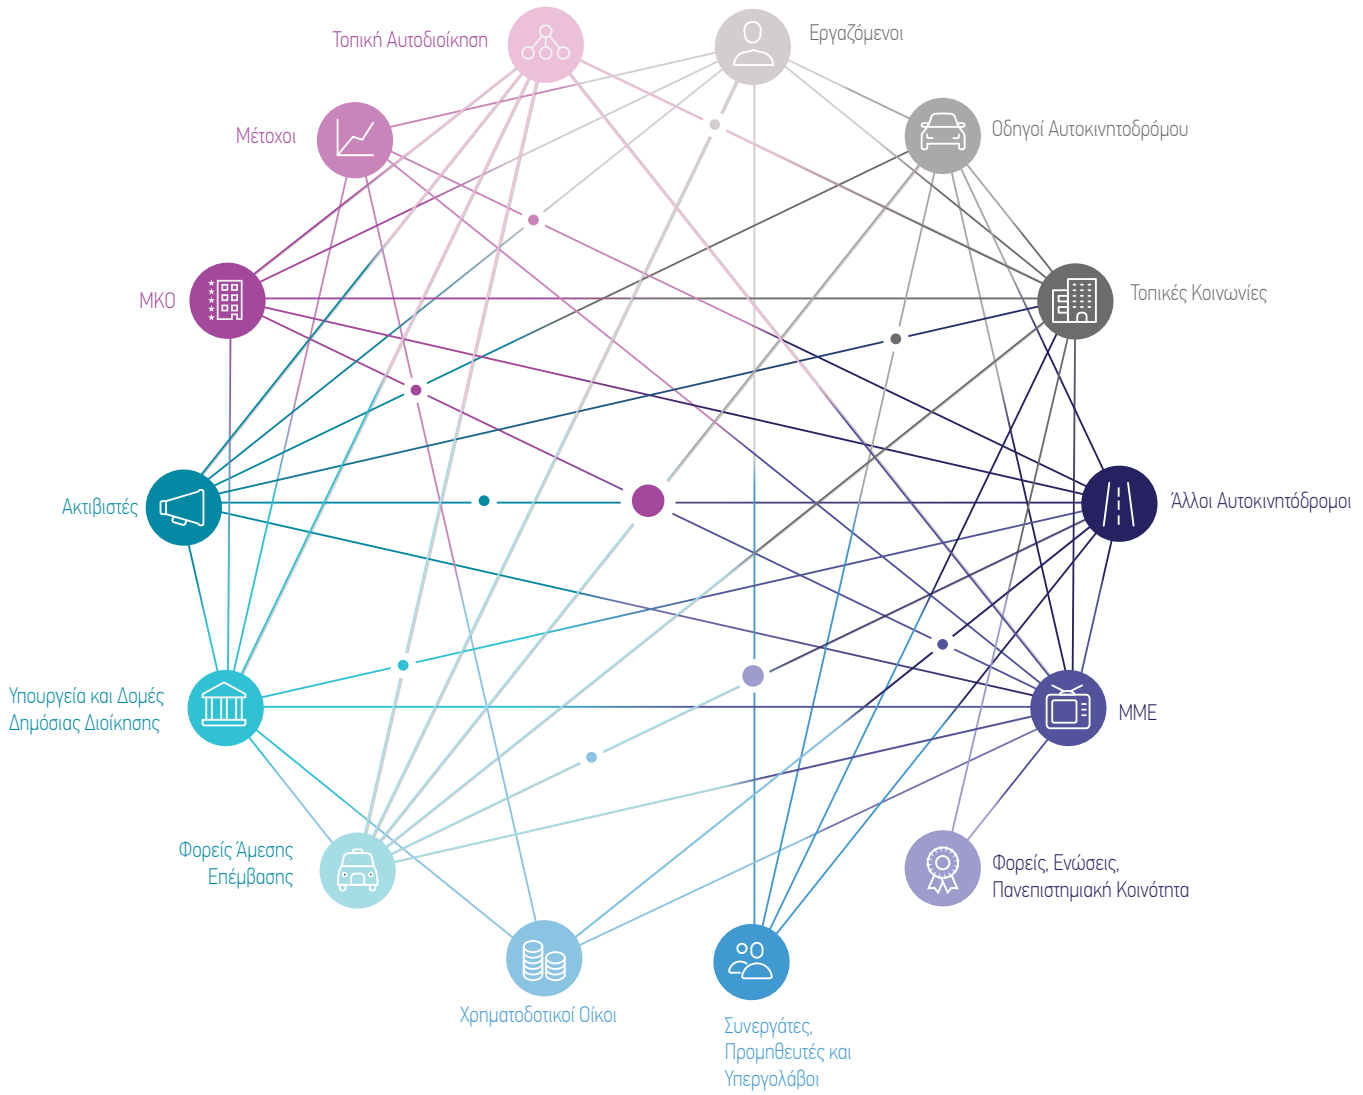 Τοπική Αυτοδιοίκηση
Εργαζόμενοι
Μέτοχοι
Οδηγοί Αυτοκινητοδρόμου
ΜΚΟ
Τοπικές Κοινωνίες
Ακτιβιστές
Άλλοι Αυτοκινητόδρομοι
Υπουργεία και Δομές
Δημόσιας Διοίκησης
ΜΜΕ
Φορείς Άμεσης
Επέμβασης
Φορείς, Ενώσεις,
Πανεπιστημιακή Κοινότητα
Χρηματοδοτικοί Οίκοι
Συνεργάτες,
Προμηθευτές και
Υπεργολάβοι